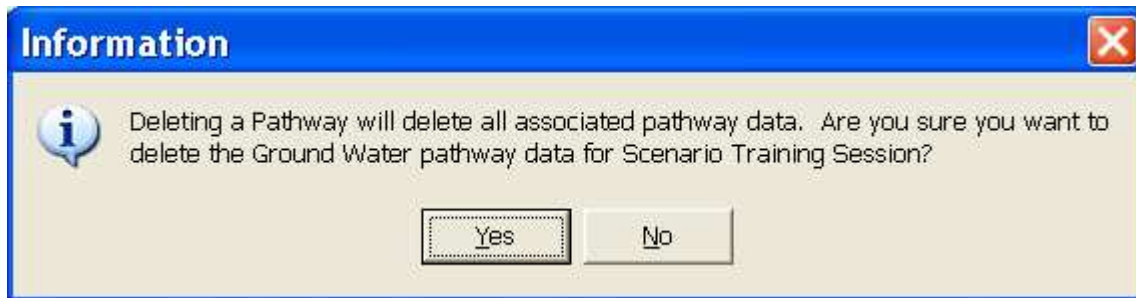 Information
Deleting a Pathway will delete all associated pathway data.  Are you sure you want to
delete the Ground Water pathway data for Scenario Training Session?
Yes
No